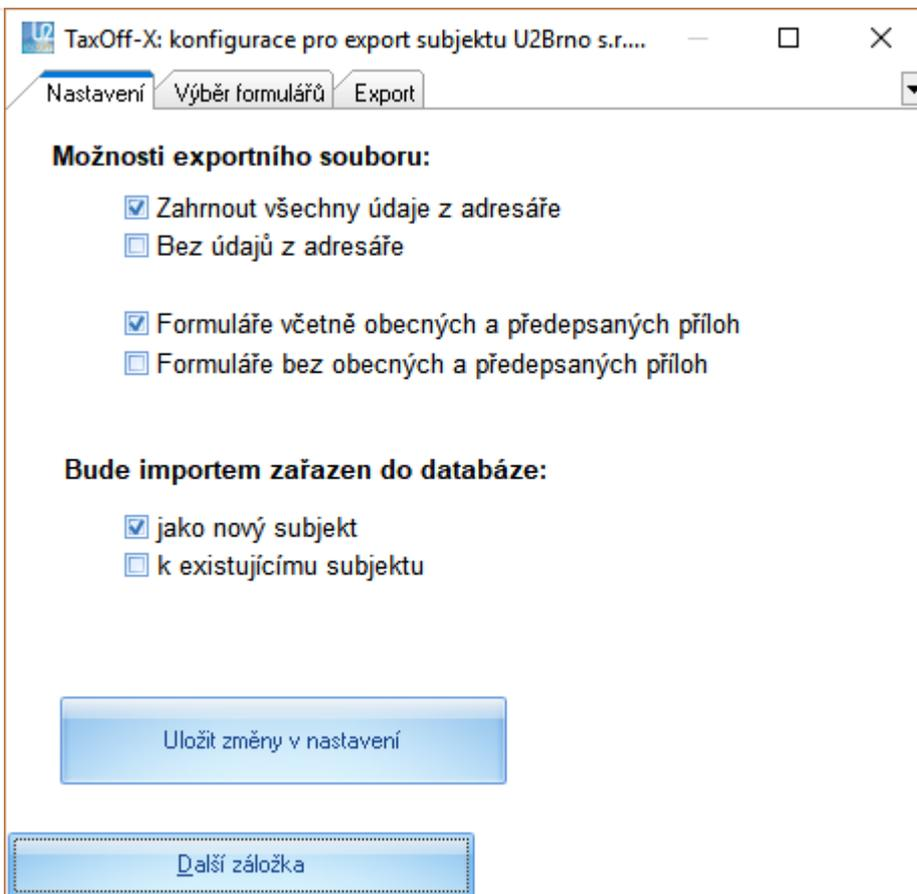 U2 TaxOff-X: konfigurace pro export subjektu U2Brno s.r....
Nastavení Výběr formulářů Export
Možnosti exportního souboru:
Zahrnout všechny údaje z adresáře
Bez údajů z adresáře
Formuláře včetně obecných a předepsaných příloh
Formuláře bez obecných a předepsaných příloh
Bude importem zařazen do databáze:
jako nový subjekt
k existujícímu subjektu
Uložit změny v nastavení
Další záložka